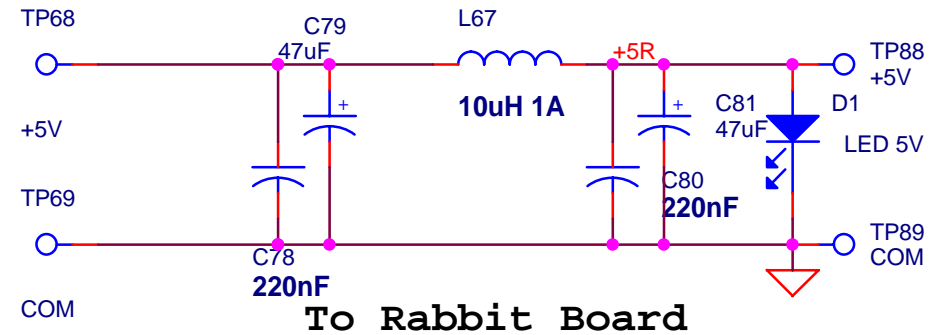 TP68
C79
47uF
L67
+5R
TP88
+5V
+
10uH 1A
+
C81
47uF
D1
+5V
LED 5V
TP69
C80
220nF
TP89
COM
C78
220nF
COM
To Rabbit Board